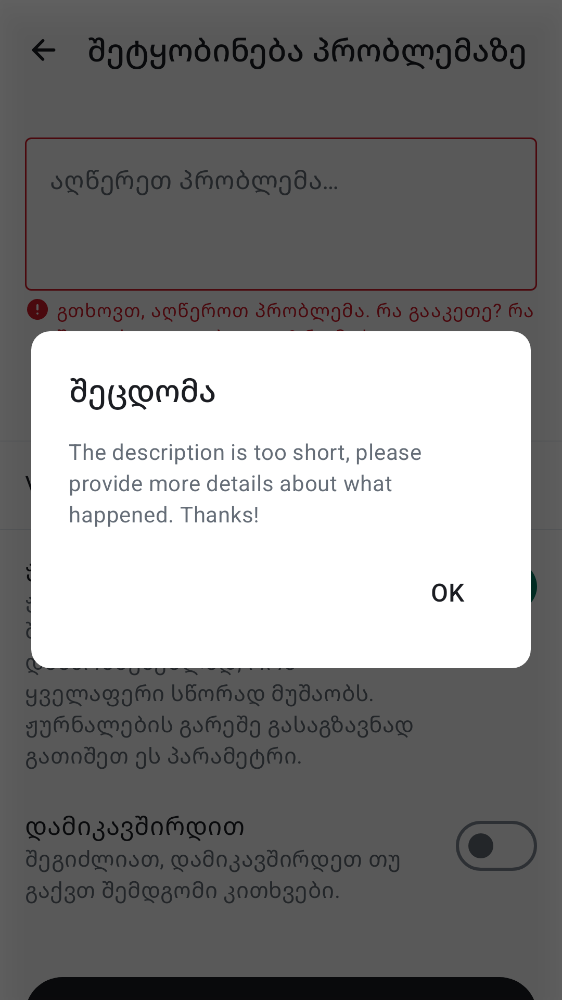 შეტყობინება პრობლემაზე
აღწერეთ პრობლემა...
გთხოვთ, აღწეროთ პრობლემა. რა გააკეთე? რა
შეცდომა
The description is too short, please
provide more details about what
happened. Thanks!
OK
ყველაფერი სწორად მუშაობს.
ჟურნალების გარეშე გასაგზავნად
გათიშეთ ეს პარამეტრი.
დამიკავშირდით
შეგიძლიათ, დამიკავშირდეთ თუ
გაქვთ შემდგომი კითხვები.